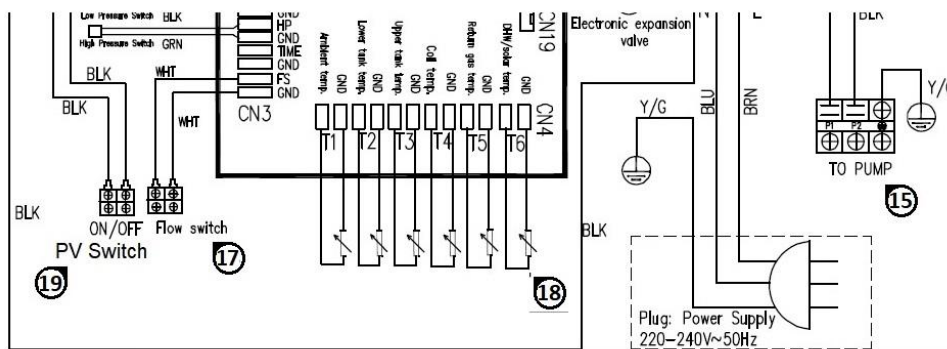 Low Pressure Switch
BLK
GND
HP
High Pressure Switch
GRN
GND
TIME
GND
BLK
WHT
FS
BLK
GND
CN3
WHT
CN19
Electronic expansion
valve
BLK
Ambient temp.
GND
Lower tank temp.
GND
Upper tank temp.
GND
Coil temp.
GND
Return gas temp.
GND
DHW/solar temp.
GND
CN4
T1
T2
T3
T4
T5
T6
Y/G
BLU
BRN
Y/G
P1
P2
TO PUMP
15
BLK
ON/OFF
Flow switch
PV Switch
17
19
18
BLK
Plug: Power Supply
220-240V~50Hz